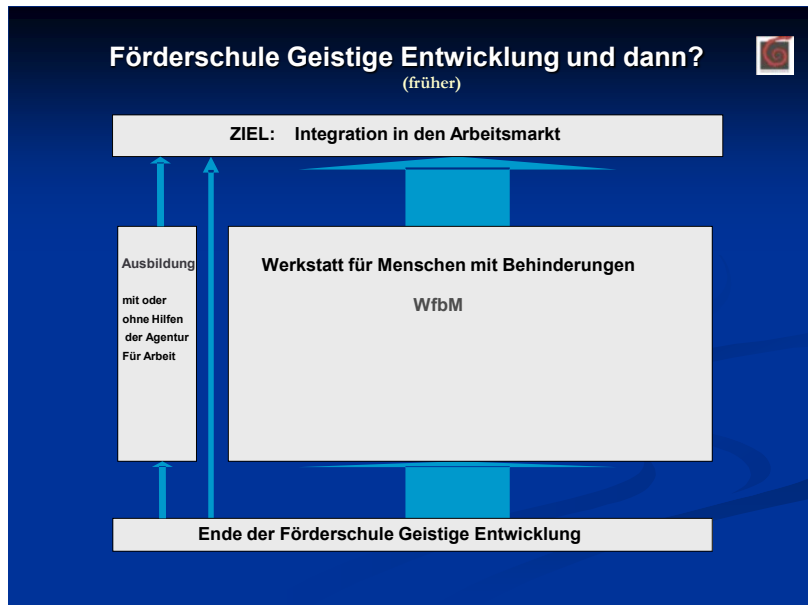 Förderschule Geistige Entwicklung und dann?
(früher)
ZIEL: Integration in den Arbeitsmarkt
Ausbildung
mit oder
ohne Hilfen
der Agentur
Für Arbeit
Werkstatt für Menschen mit Behinderungen
WfbM
Ende der Förderschule Geistige Entwicklung